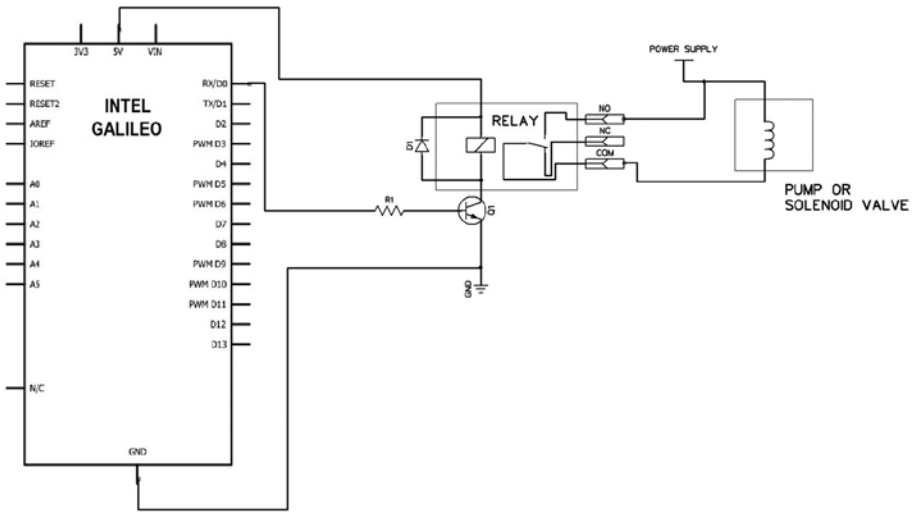 3V3
5V
VIN
RESET
RESET2
AREF
IOREF
A0
A1
A2
A3
A4
A5
N/C
INTEL
GALILEO
RX/D0
TX/D1
D2
PWM D3
D4
PWM D5
PWM D6
D7
D8
PWM D9
PWM D10
PWM D11
D12
D13
GND
R1
D1
RELAY
Q1
GND
NO
NC
COM
POWER SUPPLY
PUMP OR
SOLENOID VALVE